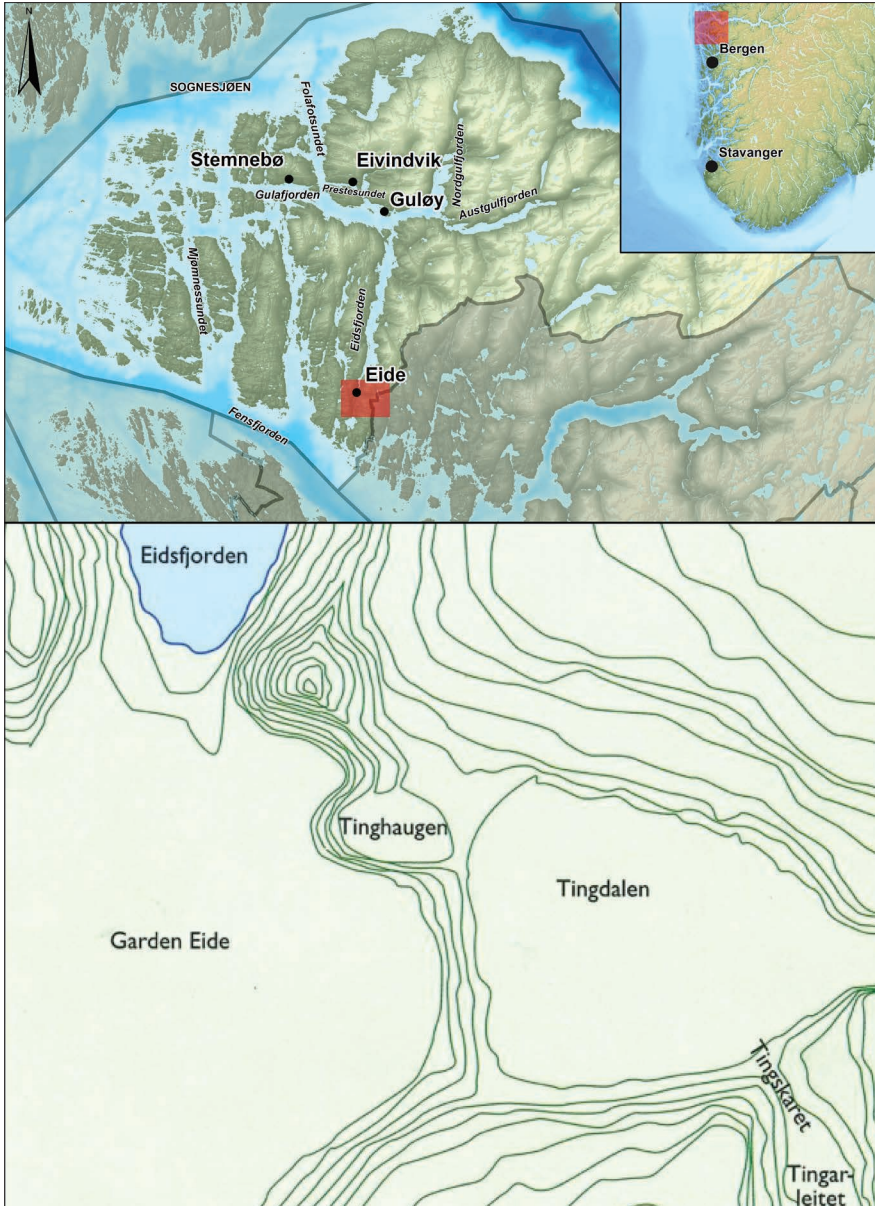 N
SOGNESJØEN
Folafotsundet
Stemnebø
Eivindvik
Gulafjorden
Prestesundet
Guløy
Nordgulfjorden
Austgulfjorden
Mjømnessundet
Eidsfjorden
Eide
Fensfjorden
Bergen
Stavanger
Eidsfjorden
Tinghaugen
Tingdalen
Garden Eide
Tingskaret
Tingar-
leitet